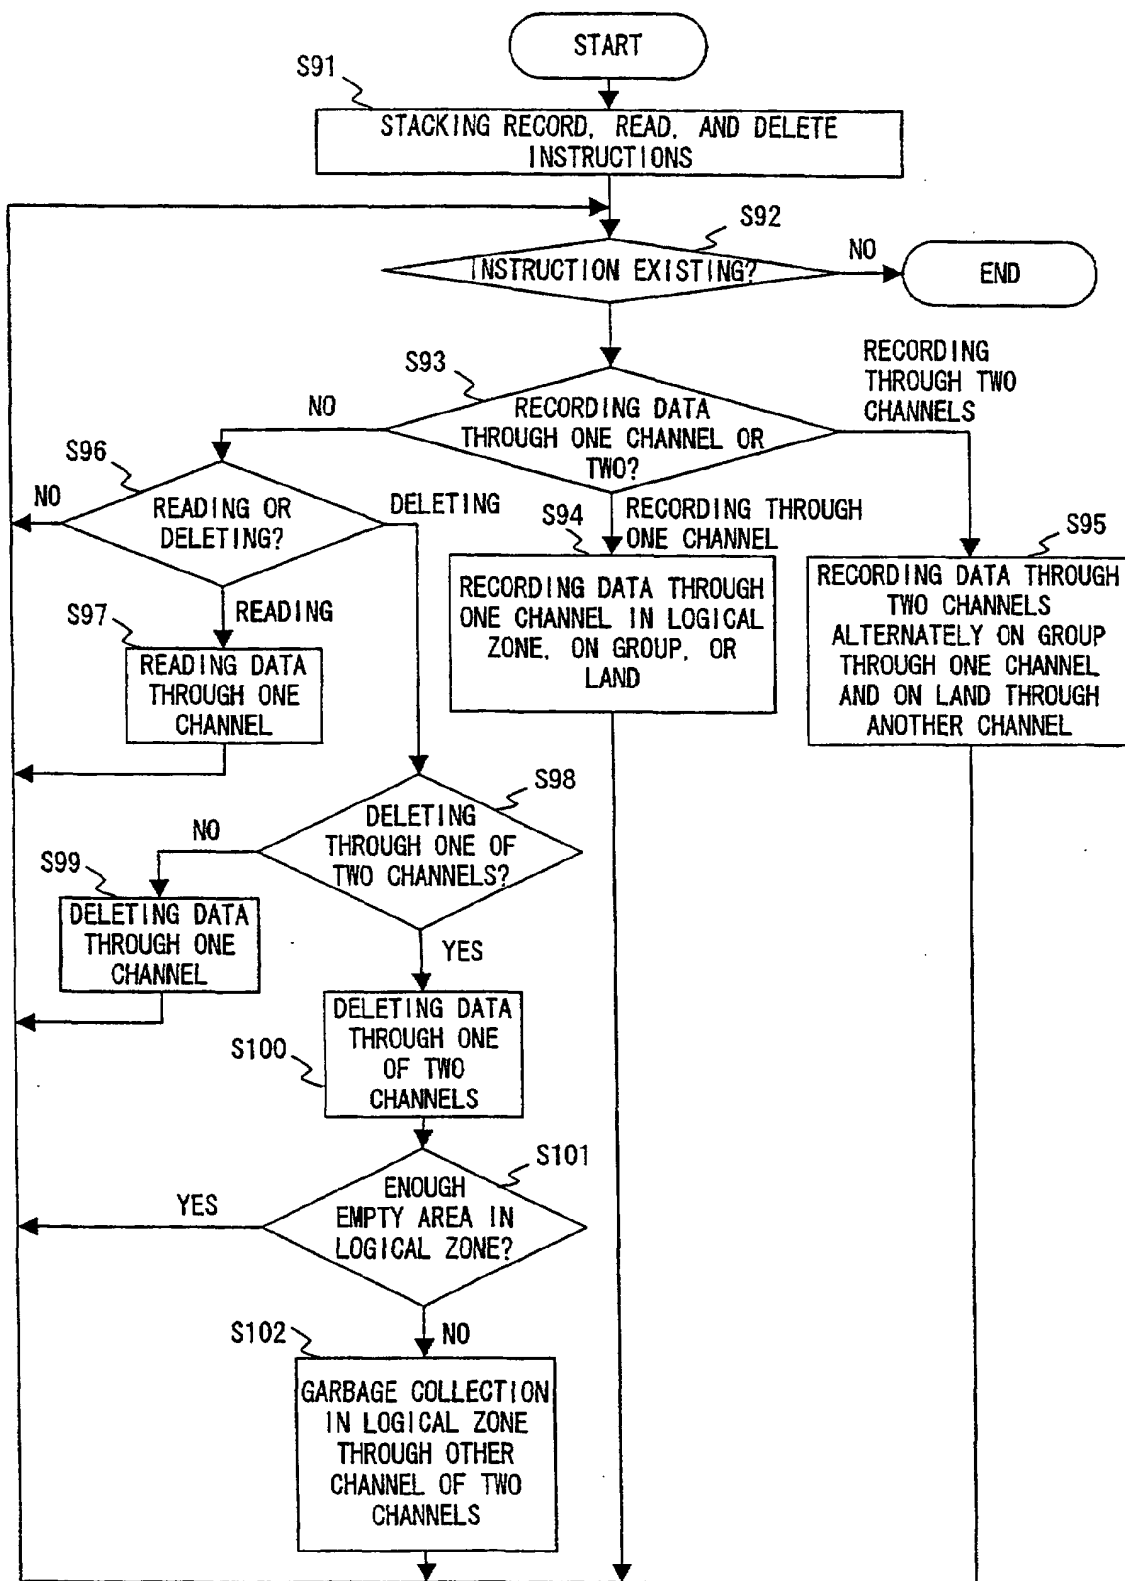 START
S91
STACKING RECORD, READ, AND DELETE
INSTRUCTIONS
S92
INSTRUCTION EXISTING?
NO
END
S93
RECORDING DATA
THROUGH ONE CHANNEL OR
TWO?
NO
RECORDING
THROUGH TWO
CHANNELS
S96
NO
READING OR
DELETING?
DELETING
READING
S94
RECORDING THROUGH
ONE CHANNEL
RECORDING DATA THROUGH
ONE CHANNEL IN LOGICAL
ZONE, ON GROUP, OR
LAND
S95
RECORDING DATA THROUGH
TWO CHANNELS
ALTERNATELY ON GROUP
THROUGH ONE CHANNEL
AND ON LAND THROUGH
ANOTHER CHANNEL
S97
READING DATA
THROUGH ONE
CHANNEL
S98
DELETING
THROUGH ONE OF
TWO CHANNELS?
NO
YES
S99
DELETING DATA
THROUGH ONE
CHANNEL
S100
DELETING DATA
THROUGH ONE
OF TWO
CHANNELS
S101
ENOUGH
EMPTY AREA IN
LOGICAL ZONE?
YES
NO
S102
GARBAGE COLLECTION
IN LOGICAL ZONE
THROUGH OTHER
CHANNEL OF TWO
CHANNELS